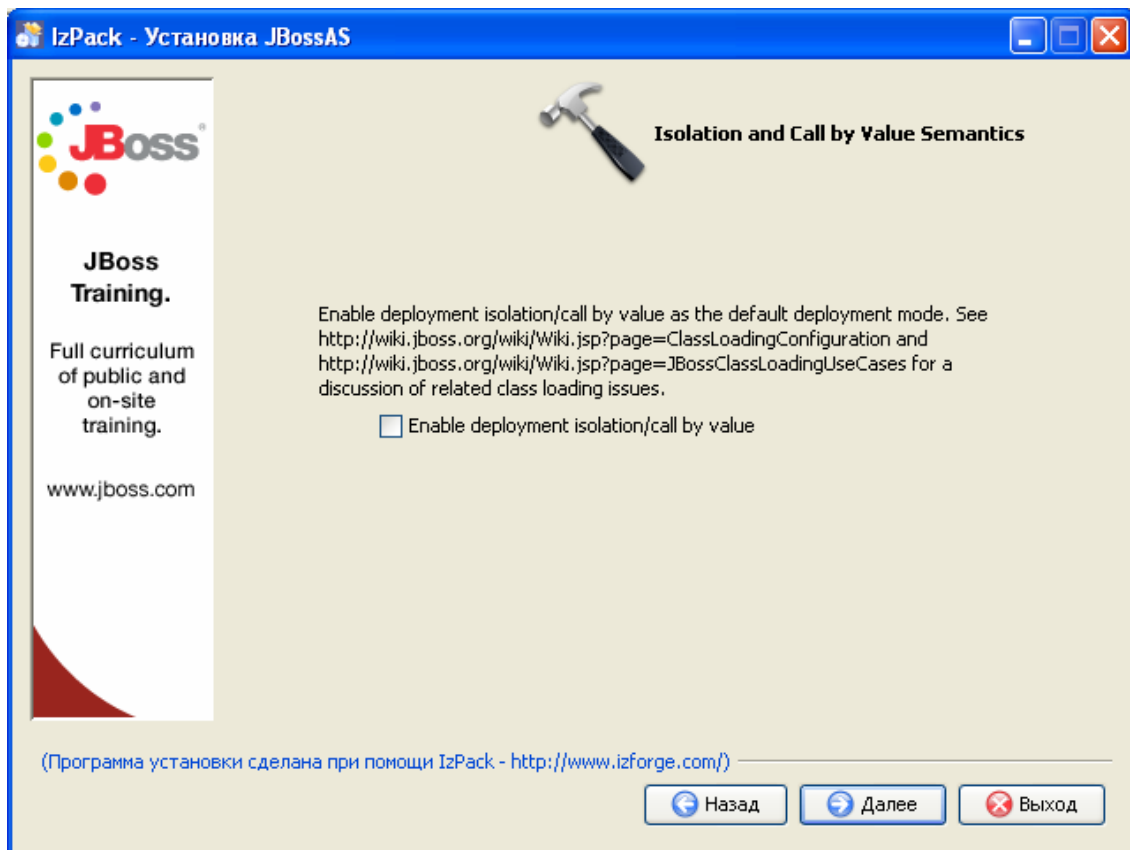 IzPack - Установка JBossAS
JBoss®
JBoss
Training.
Full curriculum
of public and
on-site
training.
www.jboss.com
Isolation and Call by Value Semantics
Enable deployment isolation/call by value as the default deployment mode. See
http://wiki.jboss.org/wiki/Wiki.jsp?page=ClassLoadingConfiguration and
http://wiki.jboss.org/wiki/Wiki.jsp?page=JBossClassLoadingUseCases for a
discussion of related class loading issues.
Enable deployment isolation/call by value
(Программа установки сделана при помощи IzPack - http://www.izforge.com/)
Назад
Далее
Выход